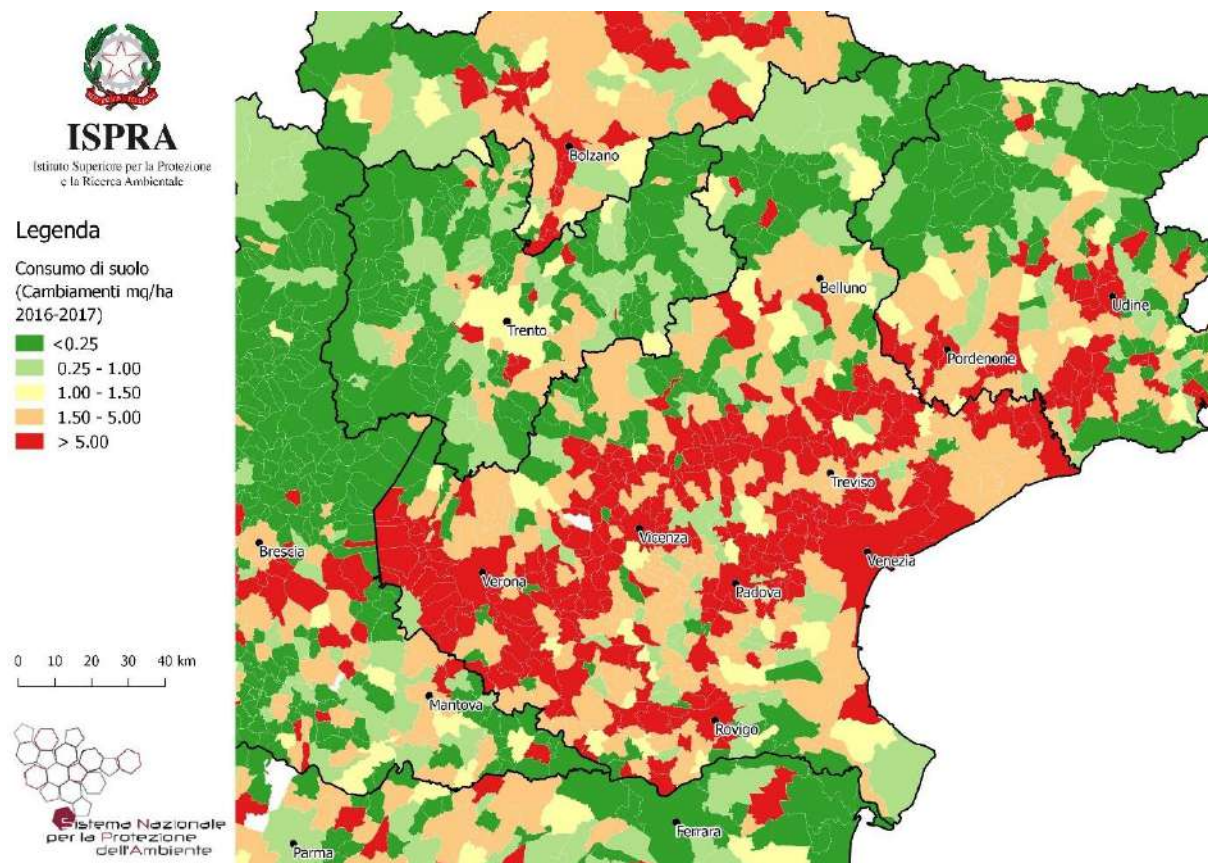 ISPRA
Istituto Superiore per la Protezione
e la Ricerca Ambientale
Legenda
Consumo di suolo
(Cambiamenti mq/ha
2016-2017)
<0.25
0.25 - 1.00
1.00 - 1.50
1.50 - 5.00
> 5.00
0 10 20 30 40 km
Sistema Nazionale
per la Protezione
dell'Ambiente
Bolzano
Belluno
Udine
Trento
Pordenone
Treviso
Vicenza
Brescia
Venezia
Verona
Padova
Mantova
Rovigo
Ferrara
Parma